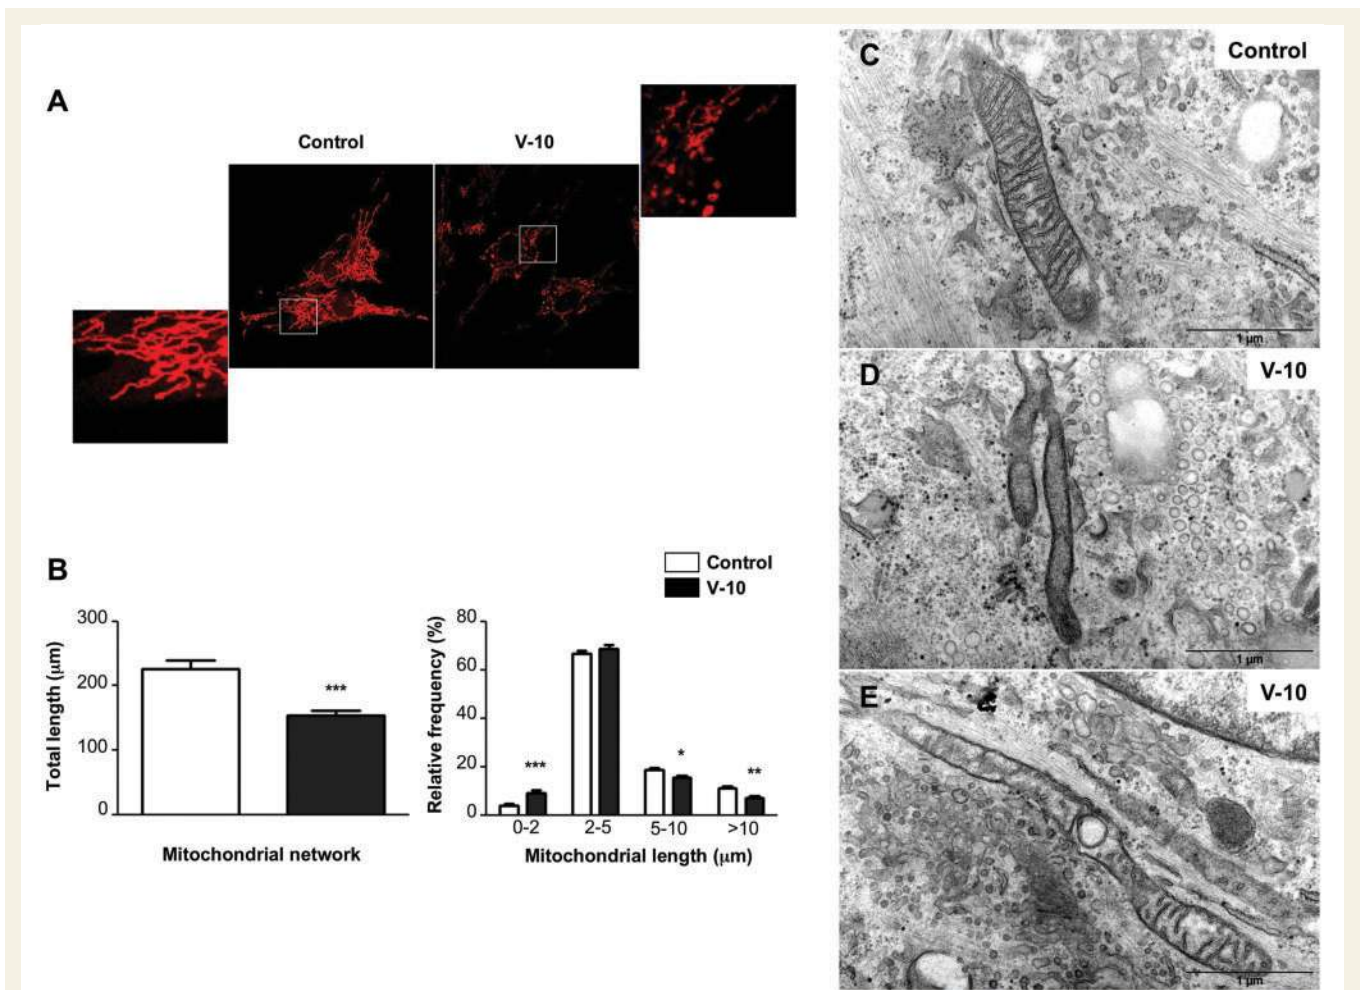 A
Control
V-10
B
Control
V-10
Total length (μm)
300
200
100
0
***
Mitochondrial network
Relative frequency (%)
80
60
40
20
0
***
*
**
0-2
2-5
5-10
>10
Mitochondrial length (μm)
C
Control
1 μm
D
V-10
1 μm
E
V-10
1 μm